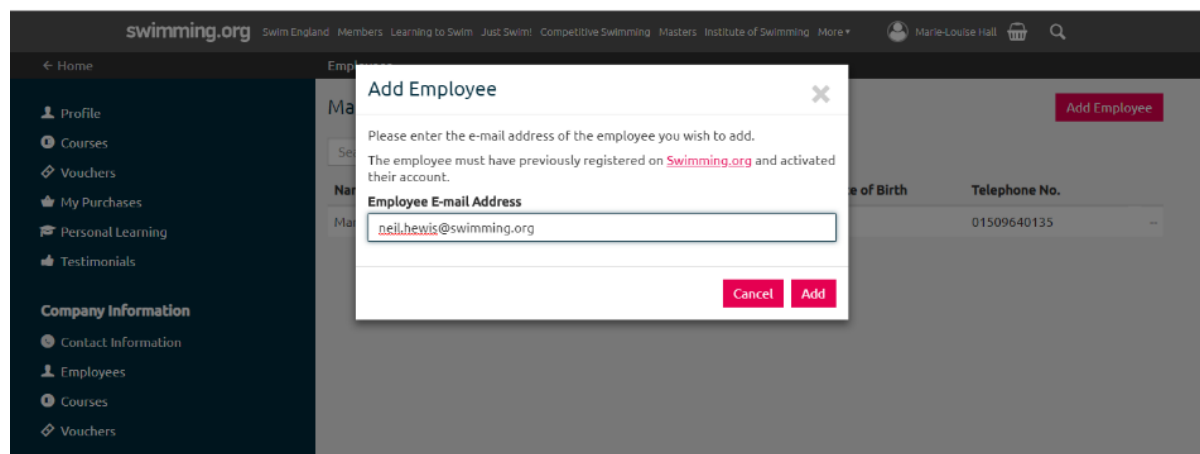 swimming.org Swim England Members Learning to Swim Just Swim! Competitive Swimming Masters Institute of Swimming More Marie-Louise Hall
← Home
Profile
Courses
Vouchers
My Purchases
Personal Learning
Testimonials
Company Information
Contact Information
Employees
Courses
Vouchers
Add Employee
Add Employee
Please enter the e-mail address of the employee you wish to add.
The employee must have previously registered on Swimming.org and activated
their account.
Employee E-mail Address
neil.hewis@swimming.org
Cancel Add
of Birth Telephone No.
01509640135